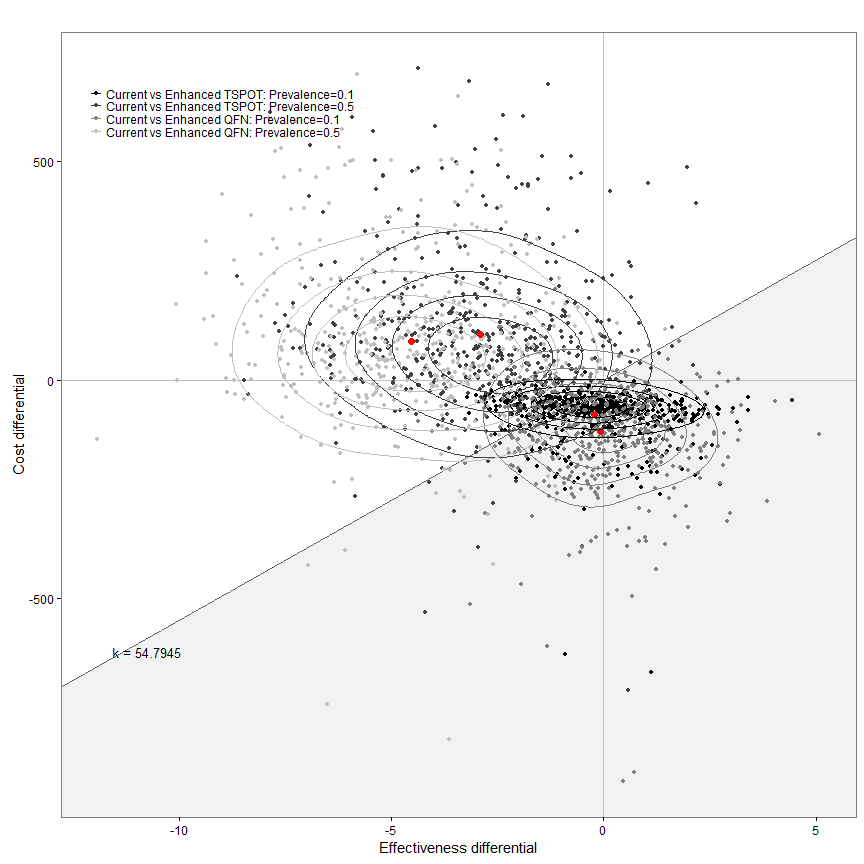 Current vs Enhanced TSPOT: Prevalence=0.1
Current vs Enhanced TSPOT: Prevalence=0.5
Current vs Enhanced QFN: Prevalence=0.1
Current vs Enhanced QFN: Prevalence=0.5
500
0
-500
Cost differential
k = 54.7945
-10
-5
0
5
Effectiveness differential